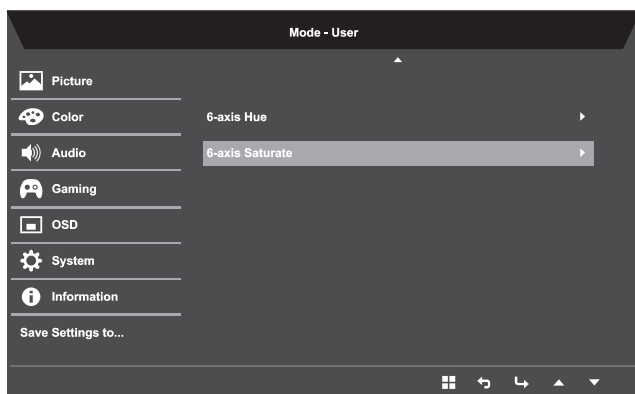 Mode - User
Picture
Color
6-axis Hue
Audio
6-axis Saturate
Gaming
OSD
System
Information
Save Settings to...